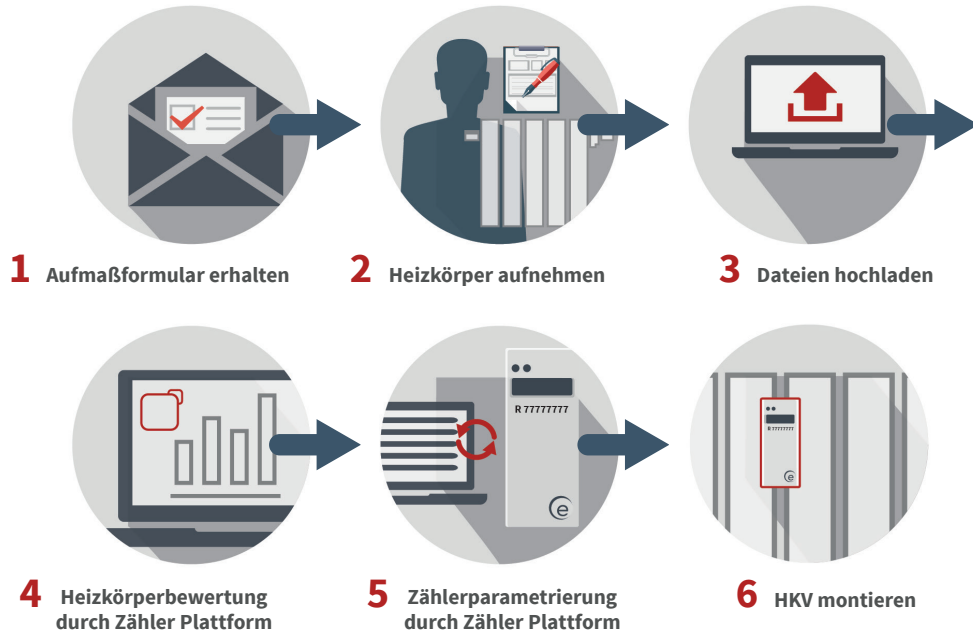 1 Aufmaßformular erhalten
2 Heizkörper aufnehmen
3 Dateien hochladen
R 77777777
R 77777777
e
e
4 Heizkörperbewertung
durch Zähler Plattform
5 Zählerparametrierung
durch Zähler Plattform
6 HKV montieren